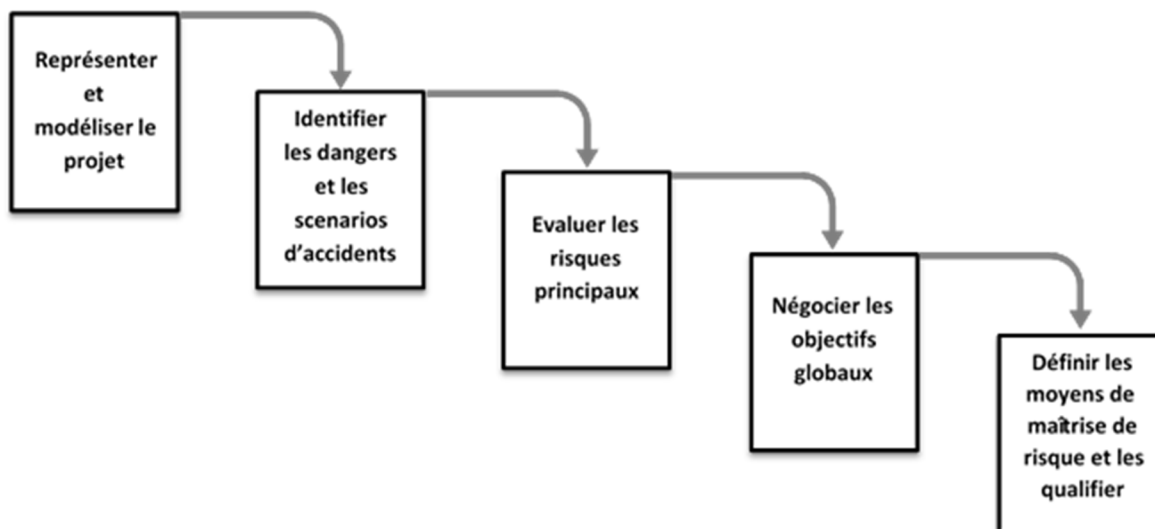 Représenter
et
modéliser le
projet
Identifier
les dangers
et les
scenarios
d'accidents
Evaluer les
risques
principaux
Négocier les
objectifs
globaux
Définir les
moyens de
maîtrise de
risque et les
qualifier